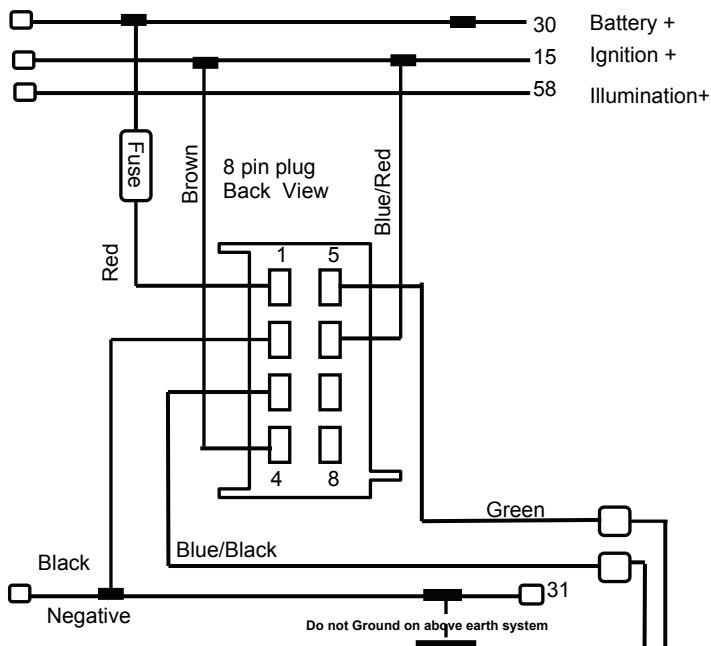 30 Battery +
15 Ignition +
58 Illumination+
Fuse
Brown
8 pin plug
Back View
Blue/Red
Red
1 5
4 8
Green
Blue/Black
Black
31
Negative
Do not Ground on above earth system